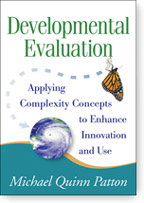 Developmental
Evaluation
Applying
Complexity Concepts
to Enhance
Innovation
and Use
Michael Quinn Patton